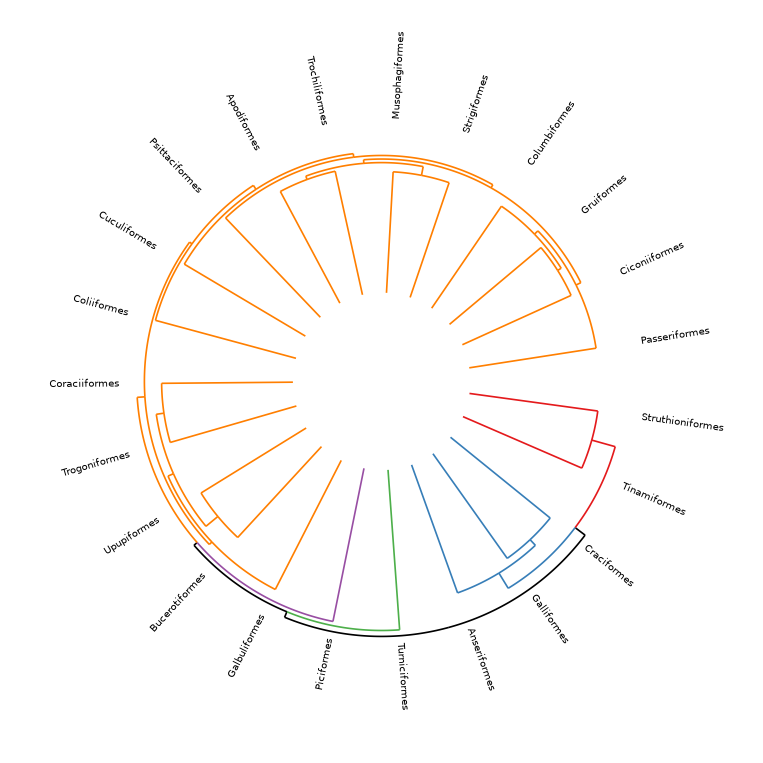 Musophagiformes
Strigiformes
Columbiformes
Gruiformes
Ciconiiformes
Passeriformes
Struthioniformes
Tinamiformes
Craciformes
Galliformes
Anseriformes
Turniciformes
Piciformes
Galbuliformes
Bucerotiformes
Upupiformes
Trogoniformes
Coraciiformes
Coliiformes
Cuculiformes
Psittaciformes
Apodiformes
Trochiliformes